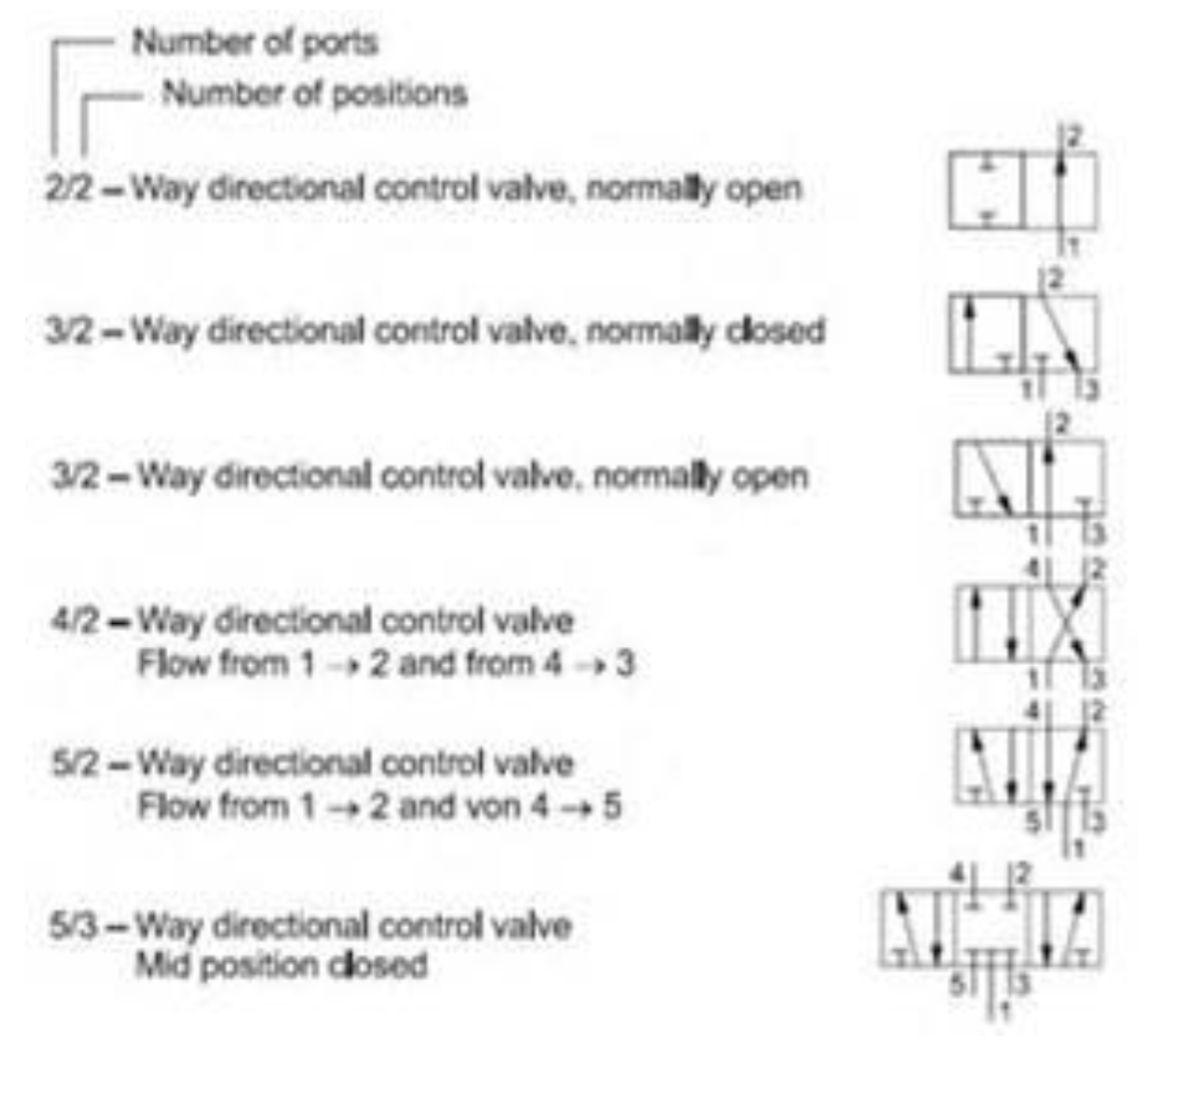 Number of ports
Number of positions
2/2 – Way directional control valve, normally open
2
1
3/2 – Way directional control valve, normally closed
2
1 3
3/2 – Way directional control valve, normally open
2
1 3
4/2 – Way directional control valve
Flow from 1 → 2 and from 4 → 3
4 2
1 3
5/2 – Way directional control valve
Flow from 1 → 2 and von 4 → 5
4 2
5 3
1
5/3 – Way directional control valve
Mid position closed
4 2
5 3
1